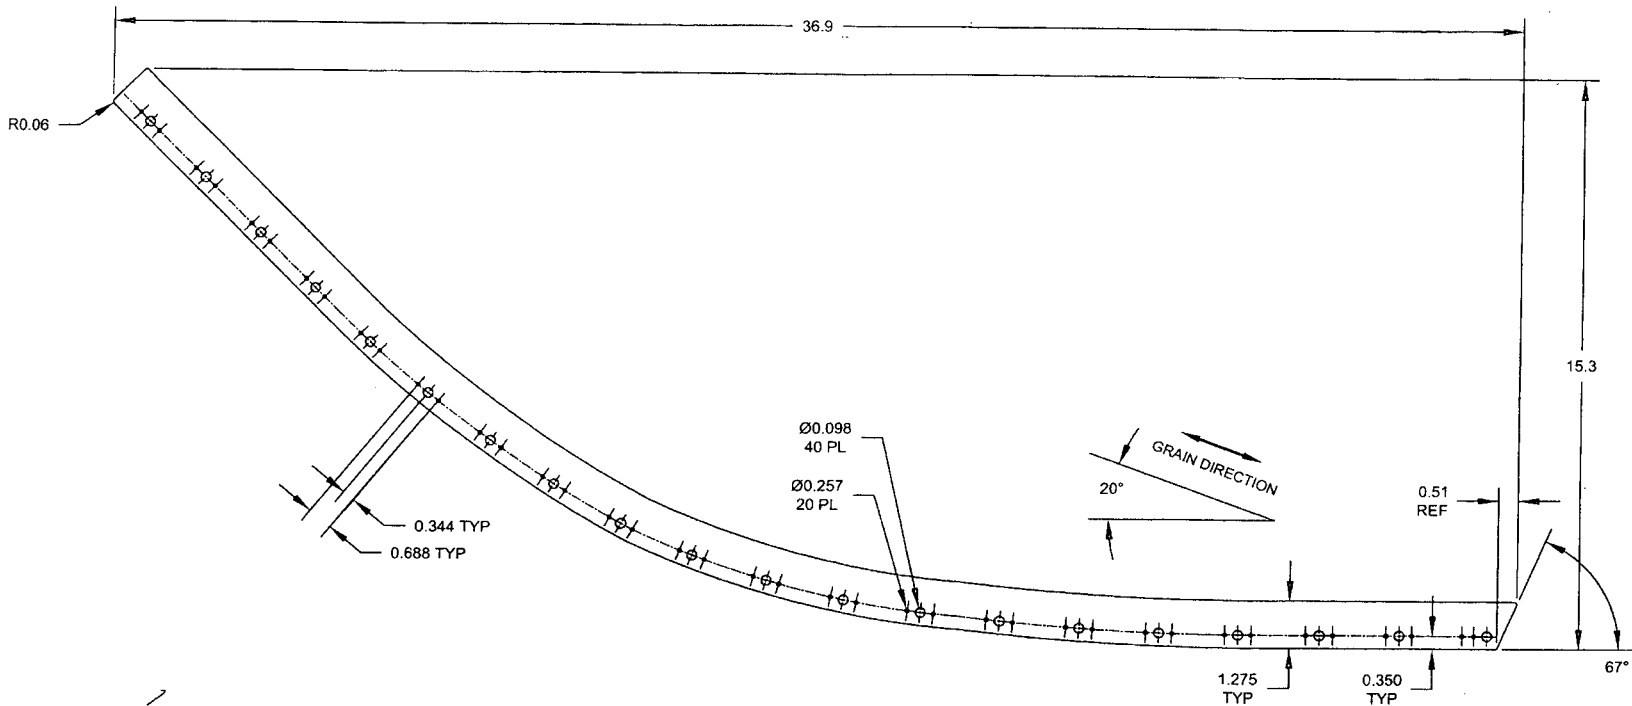 36.9
R0.06
15.3
Ø0.098
40 PL
GRAIN DIRECTION
20°
Ø0.257
20 PL
0.51
REF
0.344 TYP
0.688 TYP
67°
1.275
TYP
0.350
TYP